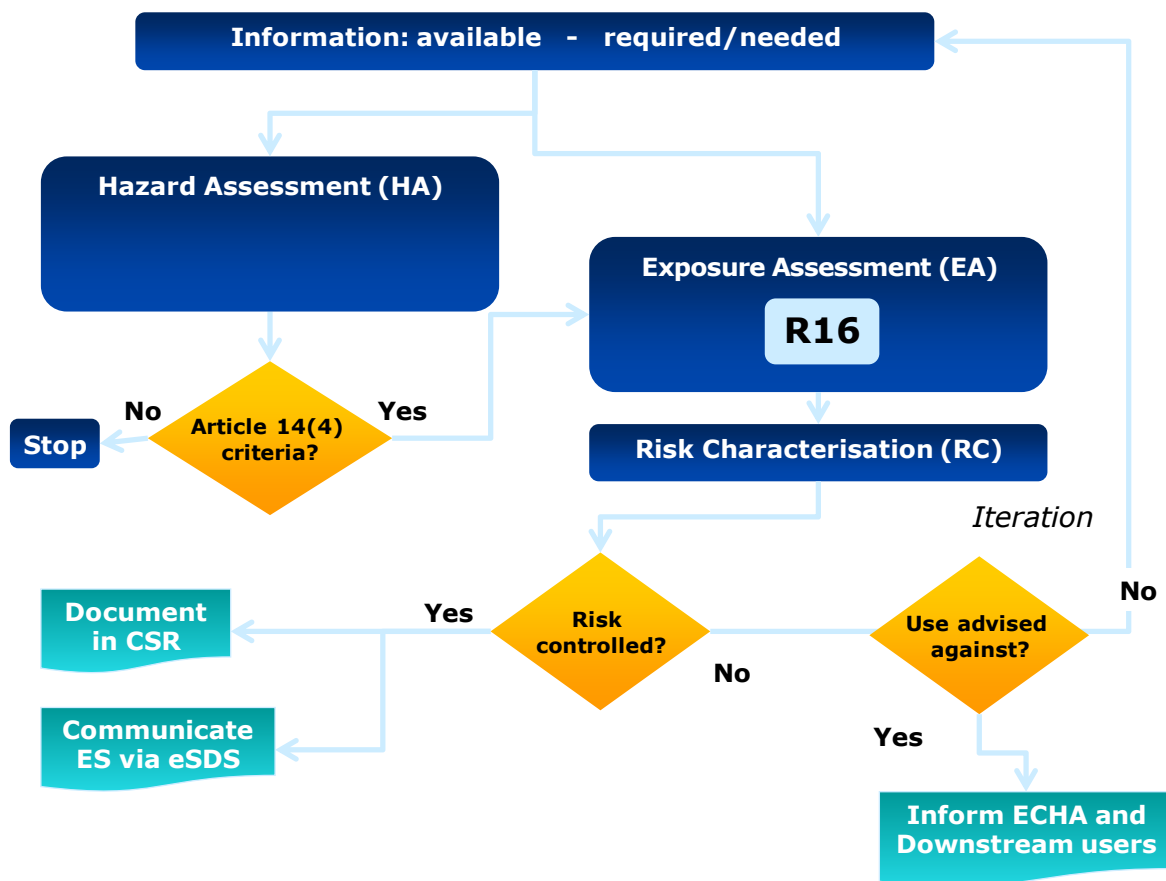 Information: available - required/needed
Hazard Assessment (HA)
Exposure Assessment (EA)
R16
No
Yes
Stop
Article 14(4)
criteria?
Risk Characterisation (RC)
Iteration
Document
in CSR
Yes
Risk
controlled?
No
Use advised
against?
No
Communicate
ES via eSDS
Yes
Inform ECHA and
Downstream users